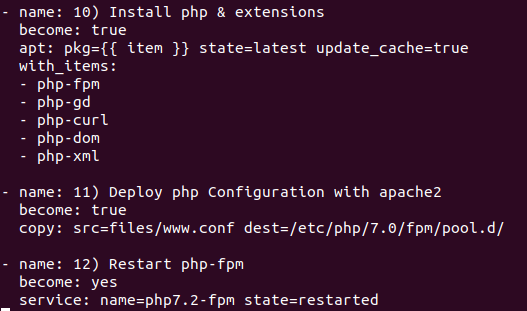 - name: 10) Install php & extensions
  become: true
  apt: pkg={{ item }} state=latest update_cache=true
  with_items:
  - php-fpm
  - php-gd
  - php-curl
  - php-dom
  - php-xml

- name: 11) Deploy php Configuration with apache2
  become: true
  copy: src=files/www.conf dest=/etc/php/7.0/fpm/pool.d/

- name: 12) Restart php-fpm
  become: yes
  service: name=php7.2-fpm state=restarted